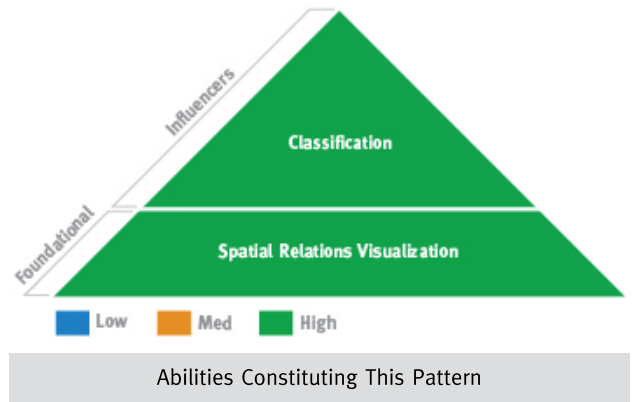 Influencers
Classification
Foundational
Spatial Relations Visualization
Low
Med
High
Abilities Constituting This Pattern